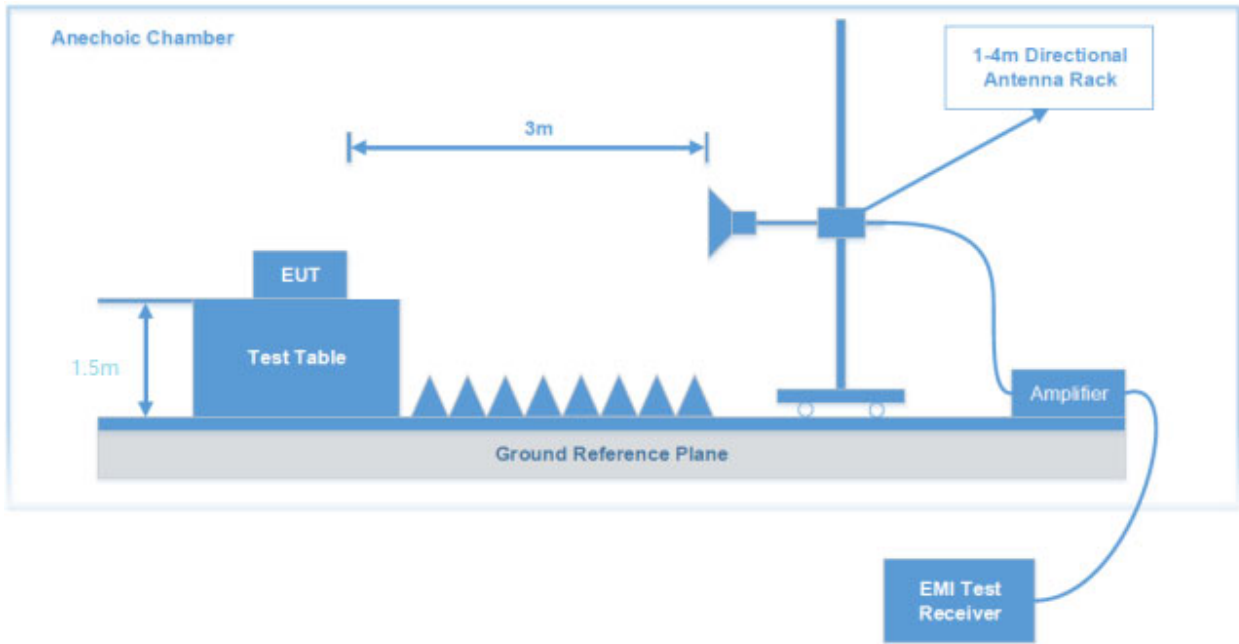 Anechoic Chamber
1-4m Directional
Antenna Rack
3m
EUT
1.5m
Test Table
Amplifier
Ground Reference Plane
EMI Test
Receiver